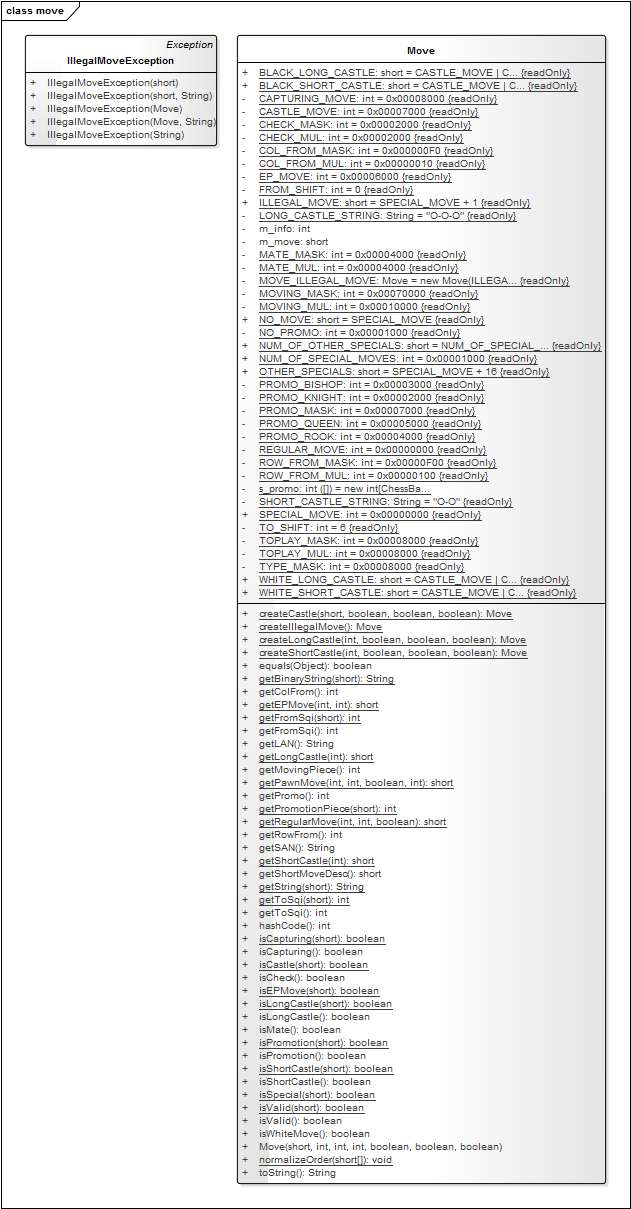 class move
Exception
IllegalMoveException
+ IllegalMoveException(short)
+ IllegalMoveException(short, String)
+ IllegalMoveException(Move)
+ IllegalMoveException(Move, String)
+ IllegalMoveException(String)
Move
+ BLACK_LONG_CASTLE: short = CASTLE_MOVE | C... {readOnly}
+ BLACK_SHORT_CASTLE: short = CASTLE_MOVE | C... {readOnly}
- CAPTURING_MOVE: int = 0x00008000 {readOnly}
- CASTLE_MOVE: int = 0x00007000 {readOnly}
- CHECK_MASK: int = 0x00002000 {readOnly}
- CHECK_MUL: int = 0x00002000 {readOnly}
- COL_FROM_MASK: int = 0x000000F0 {readOnly}
- COL_FROM_MUL: int = 0x00000010 {readOnly}
- EP_MOVE: int = 0x00006000 {readOnly}
- FROM_SHIFT: int = 0 {readOnly}
+ ILLEGAL_MOVE: short = SPECIAL_MOVE + 1 {readOnly}
- LONG_CASTLE_STRING: String = "O-O-O" {readOnly}
- m_info: int
- m_move: short
- MATE_MASK: int = 0x00004000 {readOnly}
- MATE_MUL: int = 0x00004000 {readOnly}
- MOVE_ILLEGAL_MOVE: Move = new Move(ILLEGA... {readOnly}
- MOVING_MASK: int = 0x00070000 {readOnly}
- MOVING_MUL: int = 0x00010000 {readOnly}
+ NO_MOVE: short = SPECIAL_MOVE {readOnly}
- NO_PROMO: int = 0x00001000 {readOnly}
+ NUM_OF_OTHER_SPECIALS: short = NUM_OF_SPECIAL_... {readOnly}
+ NUM_OF_SPECIAL_MOVES: int = 0x00001000 {readOnly}
+ OTHER_SPECIALS: short = SPECIAL_MOVE + 16 {readOnly}
- PROMO_BISHOP: int = 0x00003000 {readOnly}
- PROMO_KNIGHT: int = 0x00002000 {readOnly}
- PROMO_MASK: int = 0x00007000 {readOnly}
- PROMO_QUEEN: int = 0x00005000 {readOnly}
- PROMO_ROOK: int = 0x00004000 {readOnly}
- REGULAR_MOVE: int = 0x00000000 {readOnly}
- ROW_FROM_MASK: int = 0x00000F00 {readOnly}
- ROW_FROM_MUL: int = 0x00000100 {readOnly}
- s_promo: int ([]) = new int[ChessBa...
- SHORT_CASTLE_STRING: String = "O-O" {readOnly}
+ SPECIAL_MOVE: int = 0x00000000 {readOnly}
- TO_SHIFT: int = 6 {readOnly}
- TOPLAY_MASK: int = 0x00008000 {readOnly}
- TOPLAY_MUL: int = 0x00008000 {readOnly}
- TYPE_MASK: int = 0x00008000 {readOnly}
+ WHITE_LONG_CASTLE: short = CASTLE_MOVE | C... {readOnly}
+ WHITE_SHORT_CASTLE: short = CASTLE_MOVE | C... {readOnly}
+ createCastle(short, boolean, boolean, boolean): Move
+ createIllegalMove(): Move
+ createLongCastle(int, boolean, boolean, boolean): Move
+ createShortCastle(int, boolean, boolean, boolean): Move
+ equals(Object): boolean
+ getBinaryString(short): String
+ getColFrom(): int
+ getEPMove(int, int): short
+ getFromSqi(short): int
+ getFromSqi(): int
+ getLAN(): String
+ getLongCastle(int): short
+ getMovingPiece(): int
+ getPawnMove(int, int, boolean, int): short
+ getPromo(): int
+ getPromotionPiece(short): int
+ getRegularMove(int, int, boolean): short
+ getRowFrom(): int
+ getSAN(): String
+ getShortCastle(int): short
+ getShortMoveDesc(): short
+ getString(short): String
+ getToSqi(short): int
+ getToSqi(): int
+ hashCode(): int
+ isCapturing(short): boolean
+ isCapturing(): boolean
+ isCastle(short): boolean
+ isCheck(): boolean
+ isEPMove(short): boolean
+ isLongCastle(short): boolean
+ isLongCastle(): boolean
+ isMate(): boolean
+ isPromotion(short): boolean
+ isPromotion(): boolean
+ isShortCastle(short): boolean
+ isShortCastle(): boolean
+ isSpecial(short): boolean
+ isValid(short): boolean
+ isValid(): boolean
+ isWhiteMove(): boolean
+ Move(short, int, int, int, boolean, boolean, boolean)
+ normalizeOrder(short[]): void
+ toString(): String